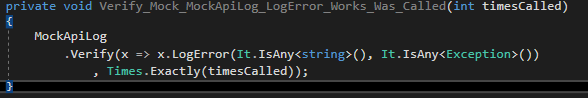 private void Verify_Mock_MockApiLog_LogError_Works_Was_Called(int timesCalled)
{
MockApiLog
.Verify(x => x.LogError(It.IsAny<string>(), It.IsAny<Exception>())
, Times.Exactly(timesCalled));
}